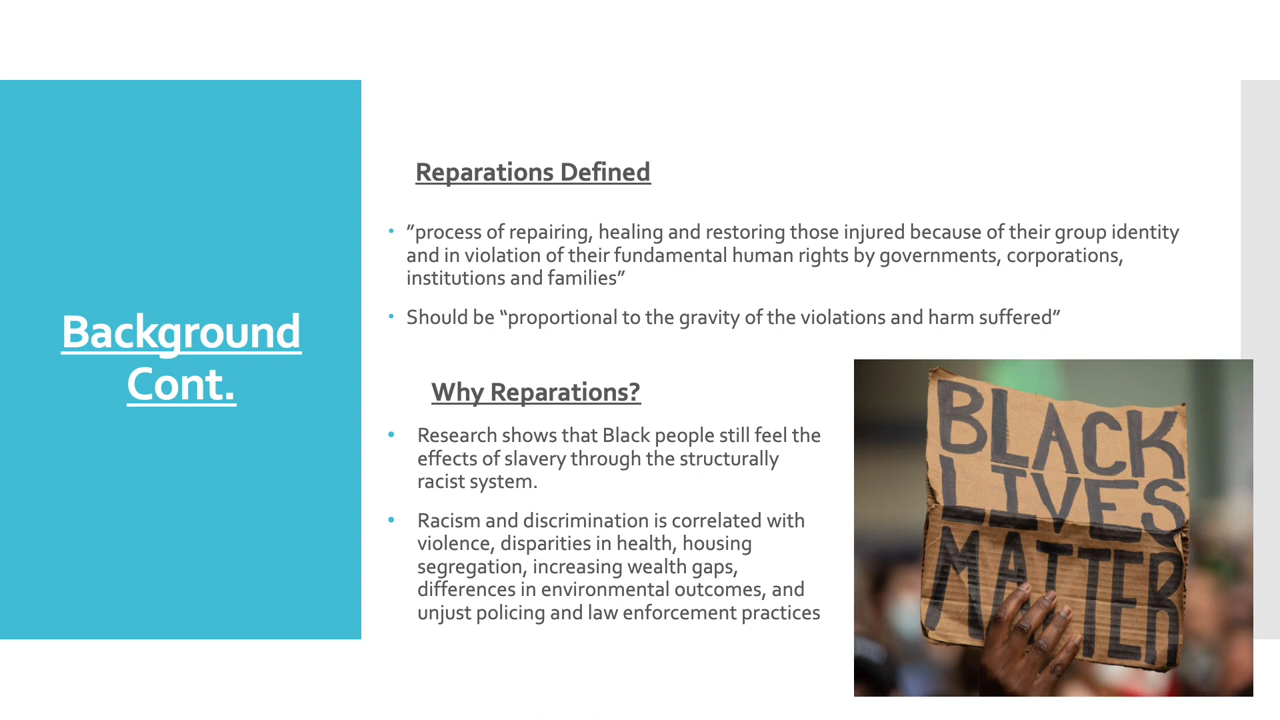 Background
Cont.
Reparations Defined
• ”process of repairing, healing and restoring those injured because of their group identity
and in violation of their fundamental human rights by governments, corporations,
institutions and families”
• Should be “proportional to the gravity of the violations and harm suffered”
Why Reparations?
• Research shows that Black people still feel the
effects of slavery through the structurally
racist system.
• Racism and discrimination is correlated with
violence, disparities in health, housing
segregation, increasing wealth gaps,
differences in environmental outcomes, and
unjust policing and law enforcement practices
BLACK
LIVES
MATTER